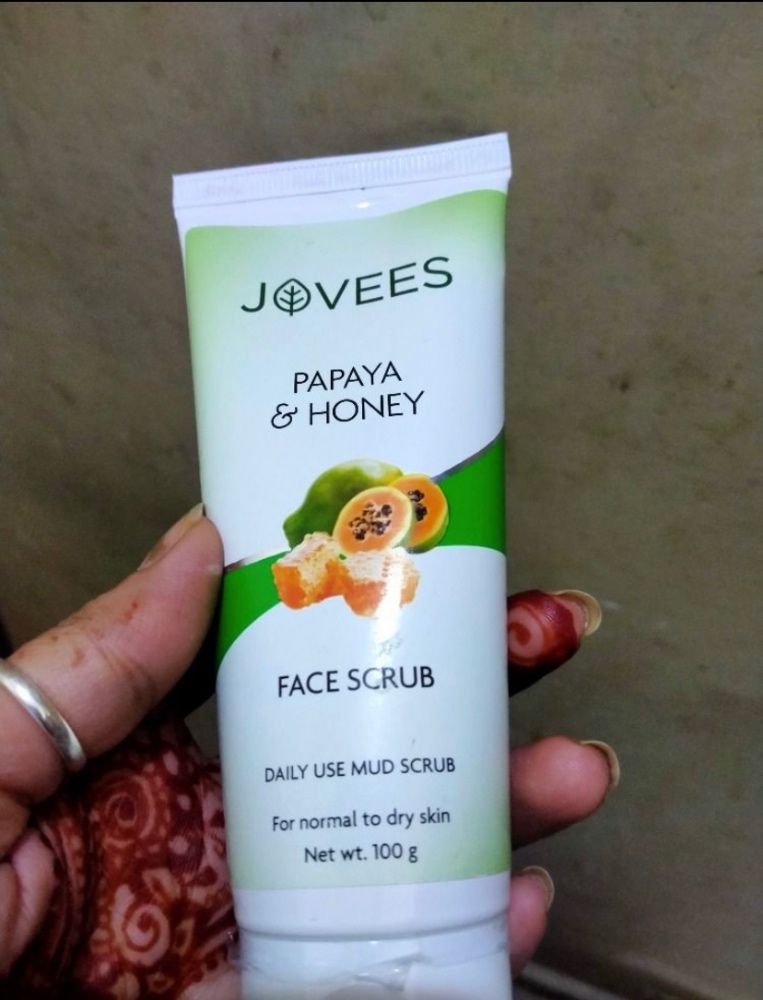 JOVEES
PAPAYA
& HONEY
FACE SCRUB
DAILY USE MUD SCRUB
For normal to dry skin
Net wt. 100 g